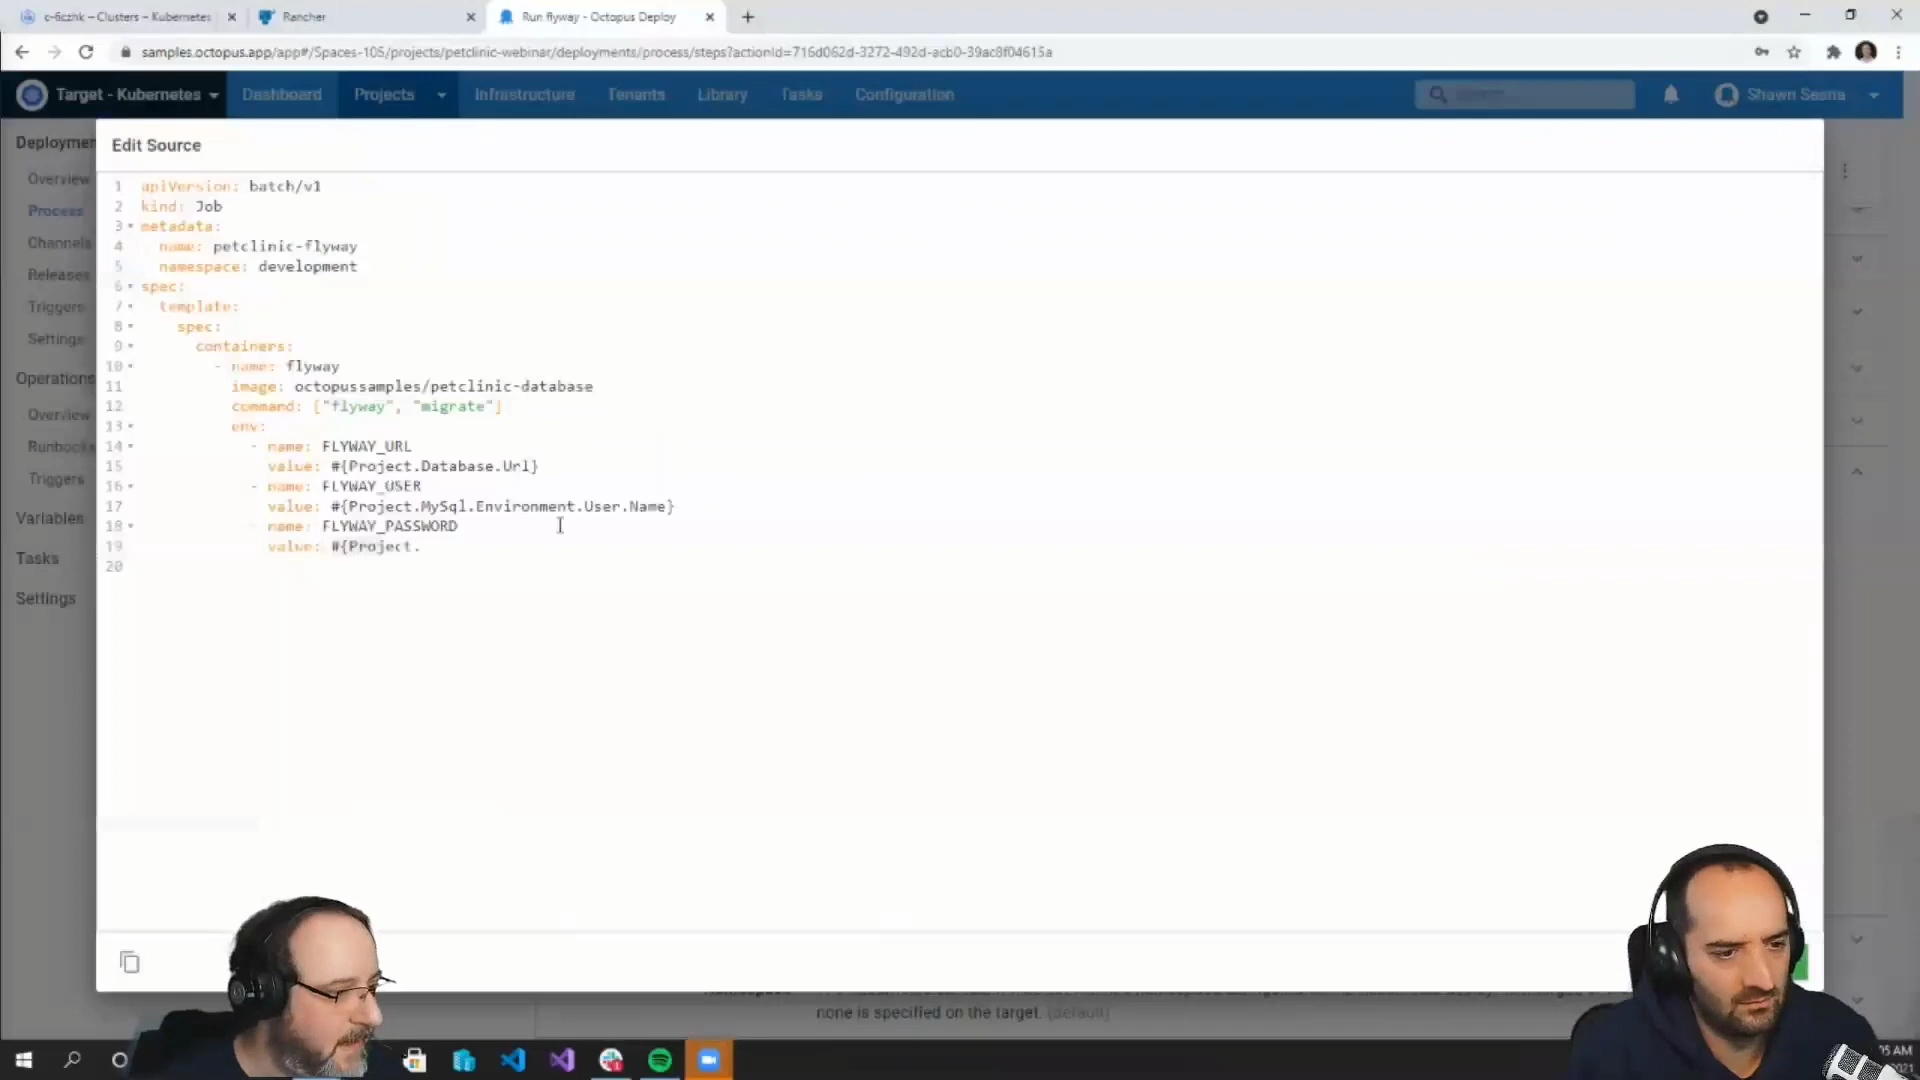 c-6czhk – Clusters – Kubernetes
Rancher
Run flyway - Octopus Deploy
samples.octopus.app/app#/Spaces-105/projects/petclinic-webinar/deployments/process/steps?actionId=716d062d-3272-492d-acb0-39ac8f04615a
Target - Kubernetes
Dashboard
Projects
Infrastructure
Tenants
Library
Tasks
Configuration
Shawn Sesna
Edit Source
Deploymen
Overview
Process
Channels
Releases
Triggers
Settings
Operations
Overview
Runbooks
Triggers
Variables
Tasks
Settings
1 apiVersion: batch/v1
2 kind: Job
3 metadata:
4 name: petclinic-flyway
5 namespace: development
6 spec:
7 template:
8 spec:
9 containers:
10 - name: flyway
11 image: octopussamples/petclinic-database
12 command: ["flyway", "migrate"]
13 env:
14 - name: FLYWAY_URL
15 value: #{Project.Database.Url}
16 - name: FLYWAY_USER
17 value: #{Project.MySql.Environment.User.Name}
18 - name: FLYWAY_PASSWORD
19 value: #{Project.
20
none is specified on the target. (default)
05 AM
2021